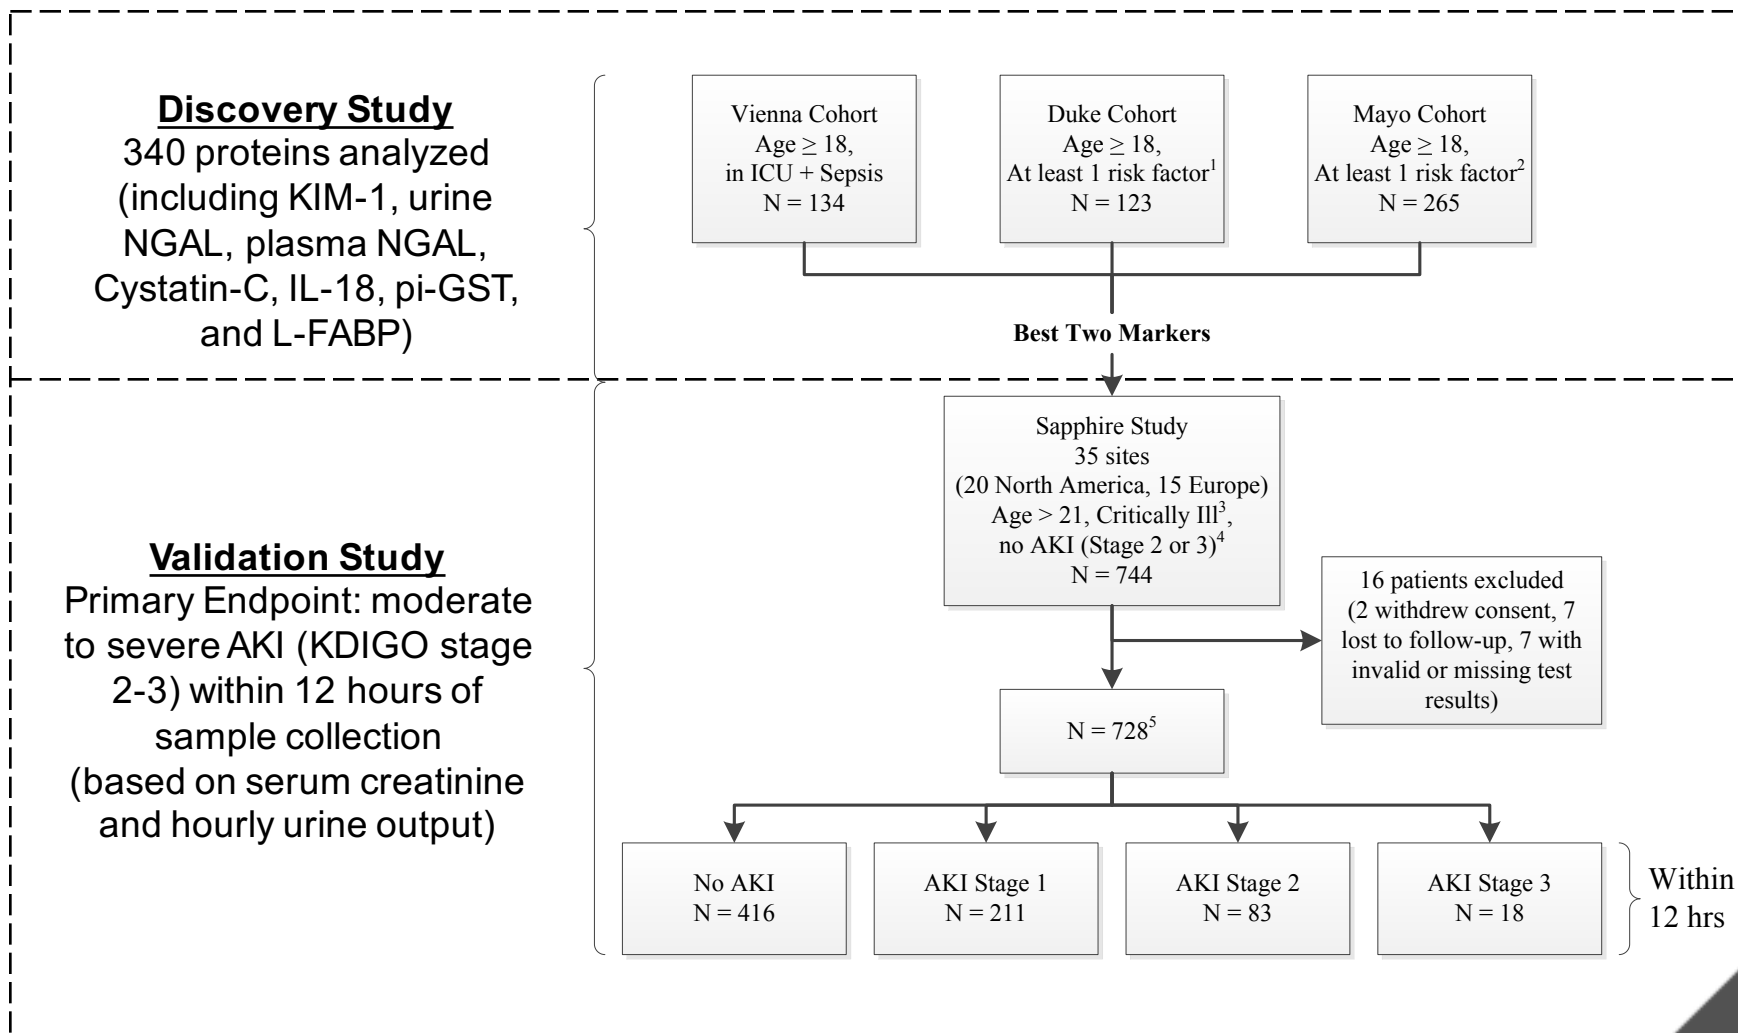 Discovery Study
340 proteins analyzed
(including KIM-1, urine
NGAL, plasma NGAL,
Cystatin-C, IL-18, pi-GST,
and L-FABP)
Vienna Cohort
Age ≥ 18,
in ICU + Sepsis
N = 134
Duke Cohort
Age ≥ 18,
At least 1 risk factor¹
N = 123
Mayo Cohort
Age ≥ 18,
At least 1 risk factor²
N = 265
Best Two Markers
Validation Study
Primary Endpoint: moderate
to severe AKI (KDIGO stage
2-3) within 12 hours of
sample collection
(based on serum creatinine
and hourly urine output)
Sapphire Study
35 sites
(20 North America, 15 Europe)
Age > 21, Critically Ill³,
no AKI (Stage 2 or 3)⁴
N = 744
16 patients excluded
(2 withdrew consent, 7
lost to follow-up, 7 with
invalid or missing test
results)
N = 728⁵
No AKI
N = 416
AKI Stage 1
N = 211
AKI Stage 2
N = 83
AKI Stage 3
N = 18
Within
12 hrs